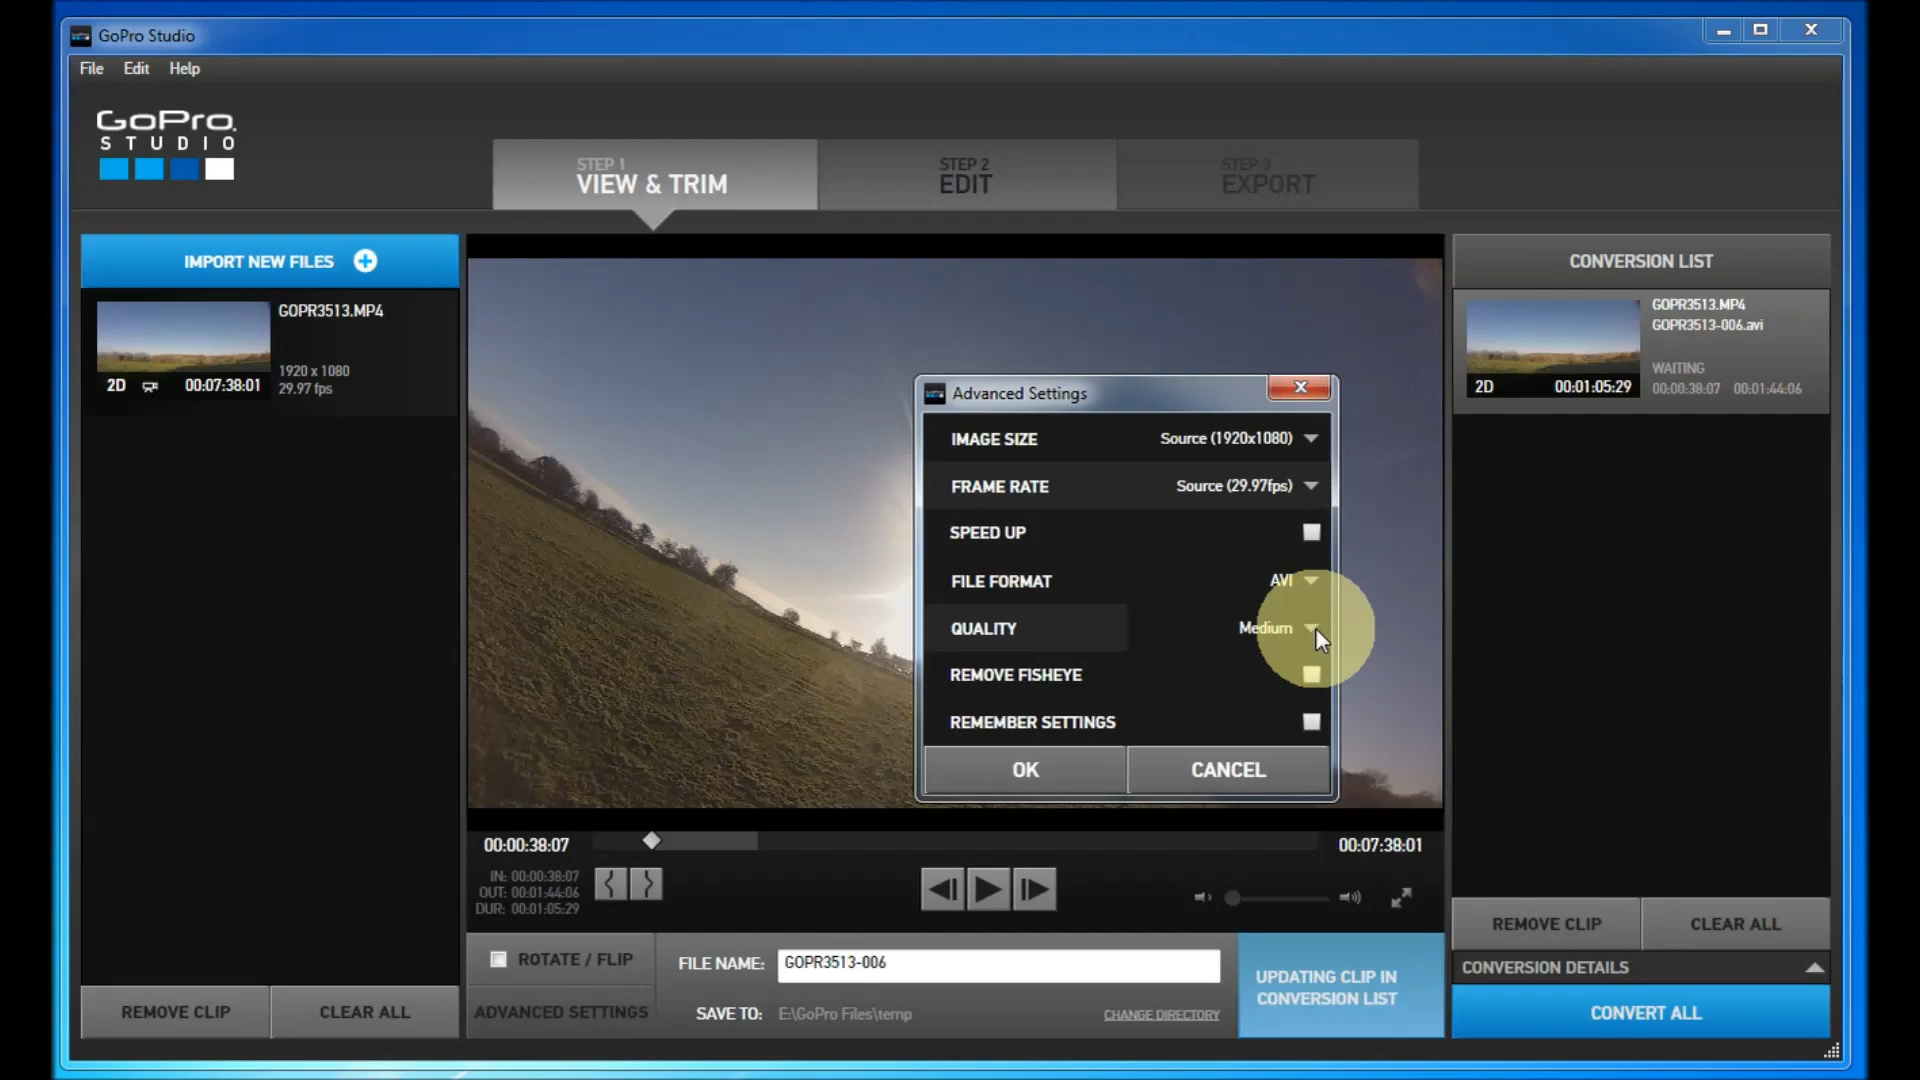 GoPro Studio
File Edit Help
GoPro
STUDIO
STEP 1
VIEW & TRIM
STEP 2
EDIT
STEP 3
EXPORT
IMPORT NEW FILES
GOPR3513.MP4
1920 x 1080
29.97 fps
2D 00:07:38:01
REMOVE CLIP CLEAR ALL
Advanced Settings
IMAGE SIZE Source (1920x1080)
FRAME RATE Source (29.97fps)
SPEED UP
FILE FORMAT AVI
QUALITY Medium
REMOVE FISHEYE
REMEMBER SETTINGS
OK CANCEL
00:00:38:07 00:07:38:01
IN: 00:00:38:07
OUT: 00:01:44:06
DUR: 00:01:05:29
ROTATE / FLIP
ADVANCED SETTINGS
FILE NAME: GOPR3513-006
SAVE TO: E:\GoPro Files\temp CHANGE DIRECTORY
UPDATING CLIP IN
CONVERSION LIST
CONVERSION LIST
GOPR3513.MP4
GOPR3513-006.avi
WAITING
00:00:38:07 00:01:44:06
2D 00:01:05:29
REMOVE CLIP CLEAR ALL
CONVERSION DETAILS
CONVERT ALL